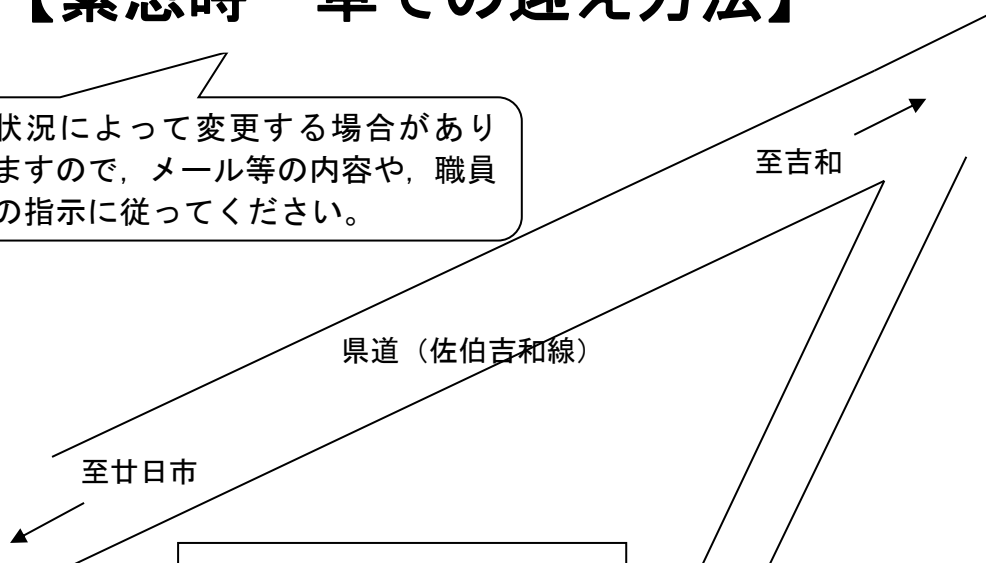 【緊急時 車での迎え方法】
状況によって変更する場合があり
ますので，メール等の内容や，職員
の指示に従ってください。
至吉和
県道（佐伯吉和線）
至廿日市